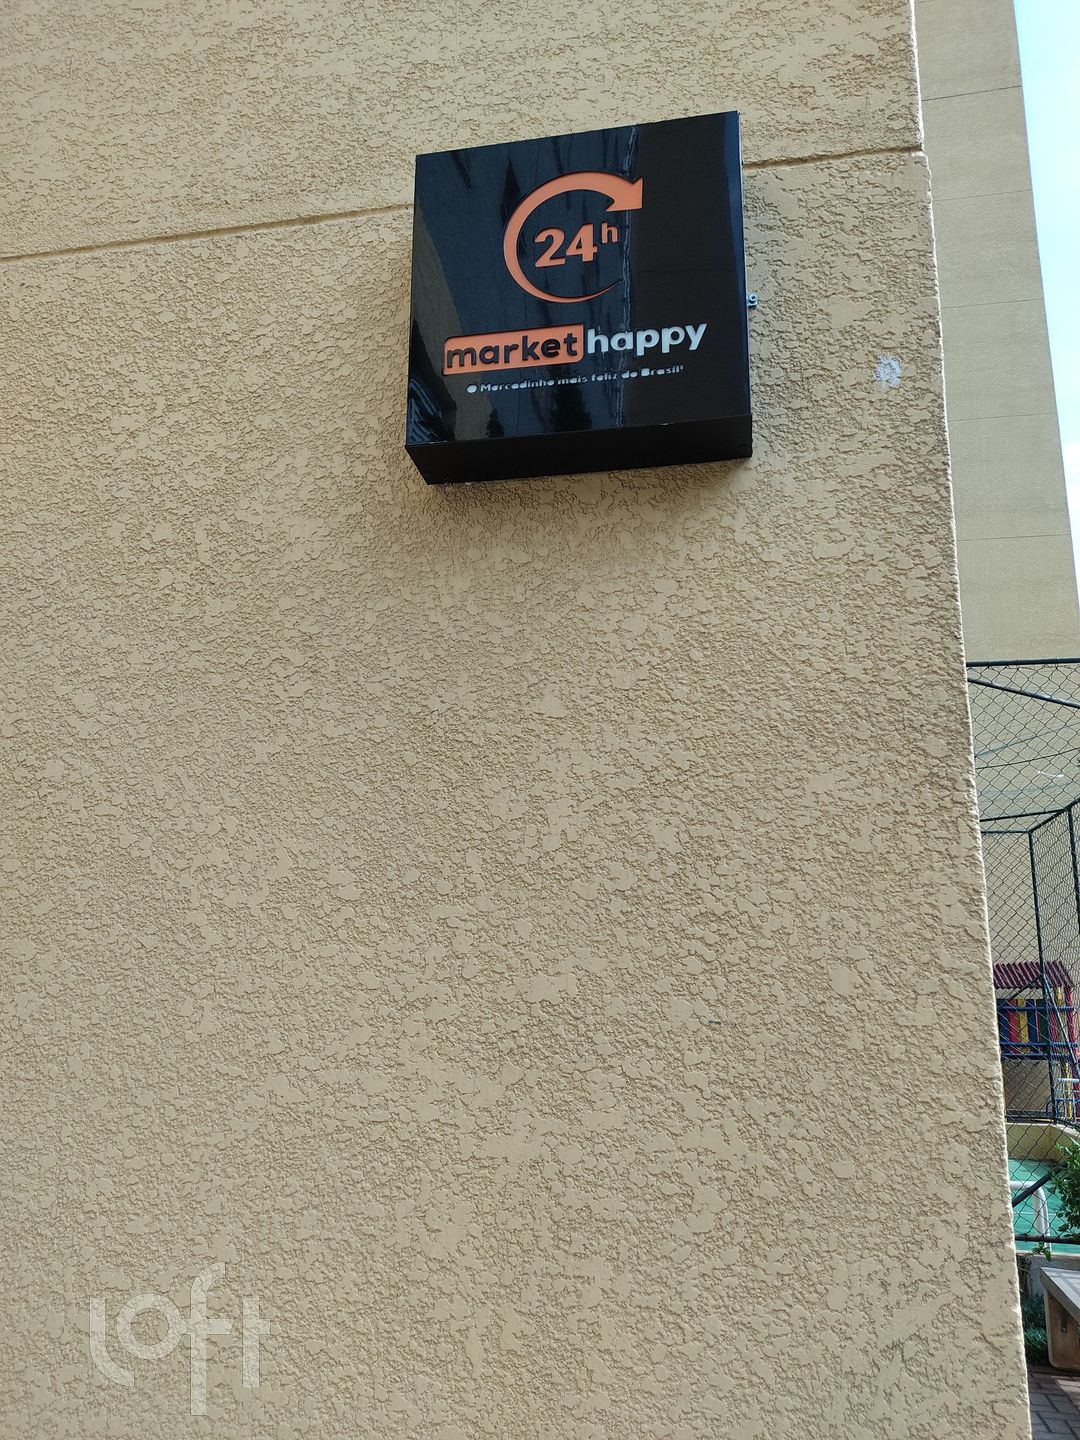 24h
market happy
O Mercadinho mais feliz do Brasil!
loft